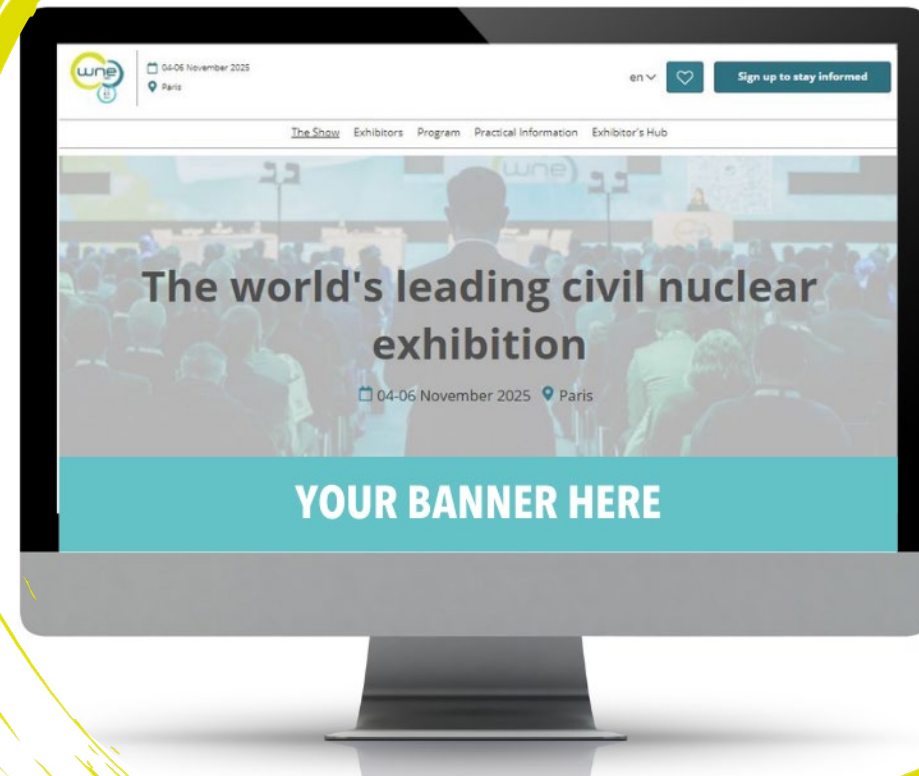 wne
04-06 November 2025
Paris
en
Sign up to stay informed
The Show Exhibitors Program Practical Information Exhibitor's Hub
wne
The world's leading civil nuclear
exhibition
04-06 November 2025 Paris
YOUR BANNER HERE